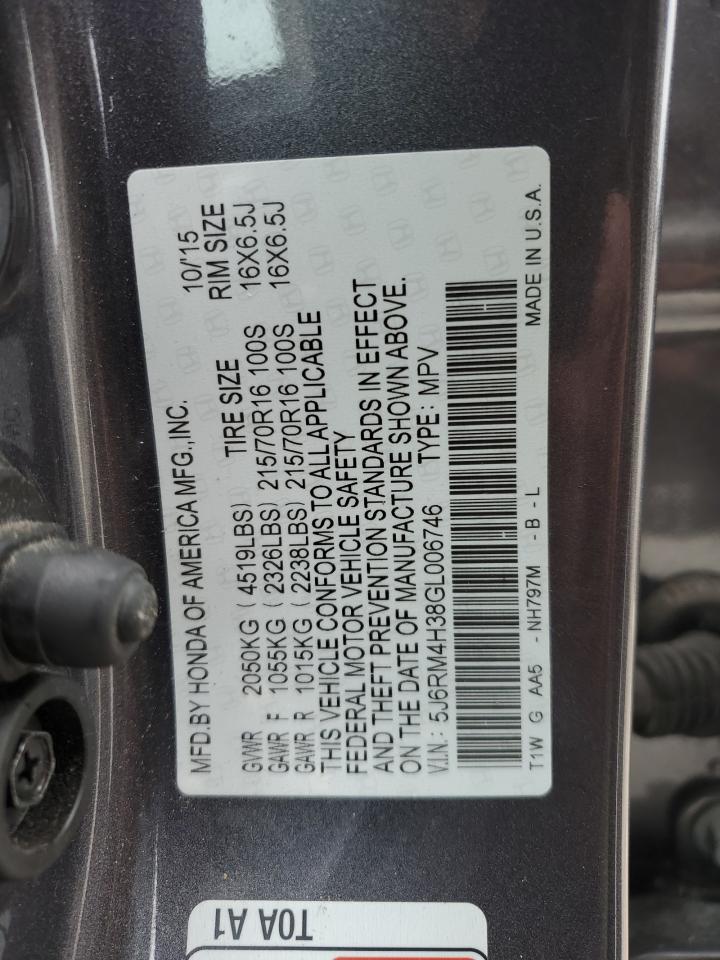 MFD.BY HONDA OF AMERICA MFG.,INC. 10/'15
TIRE SIZE RIM SIZE
GVWR 2050KG ( 4519LBS)
GAWR F 1055KG ( 2326LBS) 215/70R16 100S 16X6.5J
GAWR R 1015KG ( 2238LBS) 215/70R16 100S 16X6.5J
THIS VEHICLE CONFORMS TO ALL APPLICABLE
FEDERAL MOTOR VEHICLE SAFETY
AND THEFT PREVENTION STANDARDS IN EFFECT
ON THE DATE OF MANUFACTURE SHOWN ABOVE.
V.I.N.: 5J6RM4H38GL006746 TYPE: MPV
T1W G AA5 - NH797M - B - L MADE IN U.S.A.
T0A A1